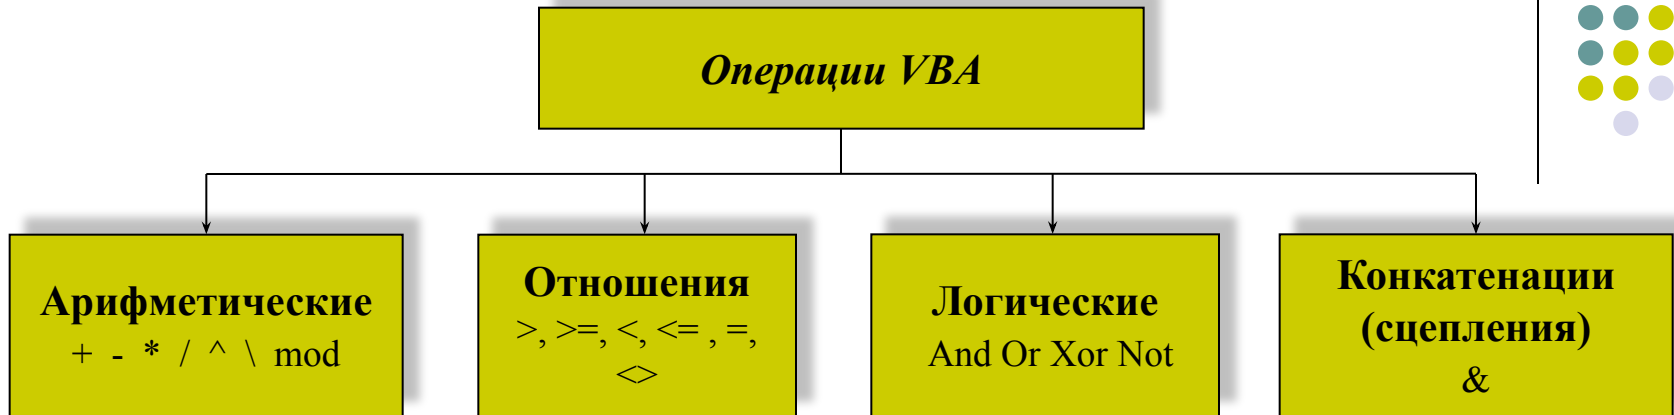 Операции VBA
Арифметические
+ - * / ^ \ mod
Отношения
>, >=, <, <= , =,
<>
Логические
And Or Xor Not
Конкатенации
(сцепления)
&